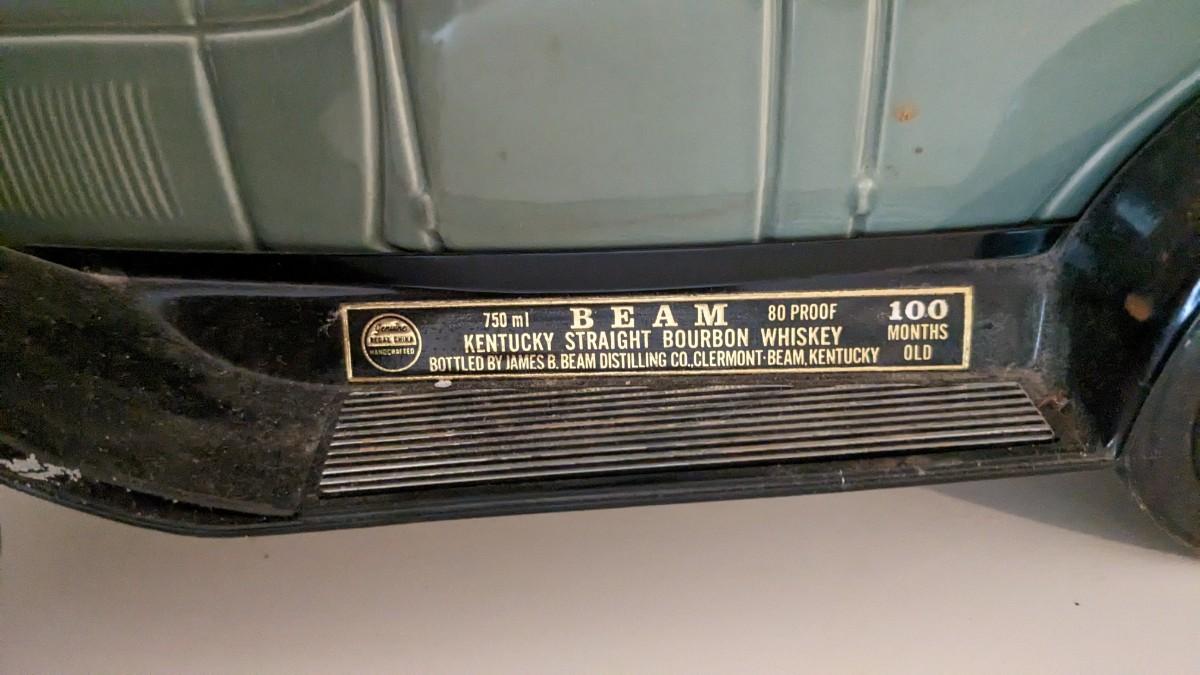 Genuine
REGAL CHINA
HANDCRAFTED
750 ml BEAM 80 PROOF
KENTUCKY STRAIGHT BOURBON WHISKEY
BOTTLED BY JAMES B. BEAM DISTILLING CO., CLERMONT·BEAM, KENTUCKY
100
MONTHS
OLD